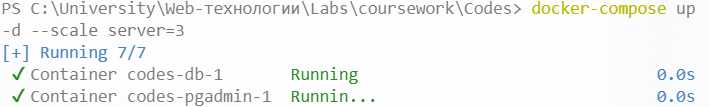 PS C:\University\Web-технологии\Labs\coursework\Codes> docker-compose up
-d --scale server=3
[+] Running 7/7
✔ Container codes-db-1 Running 0.0s
✔ Container codes-pgadmin-1 Runnin... 0.0s